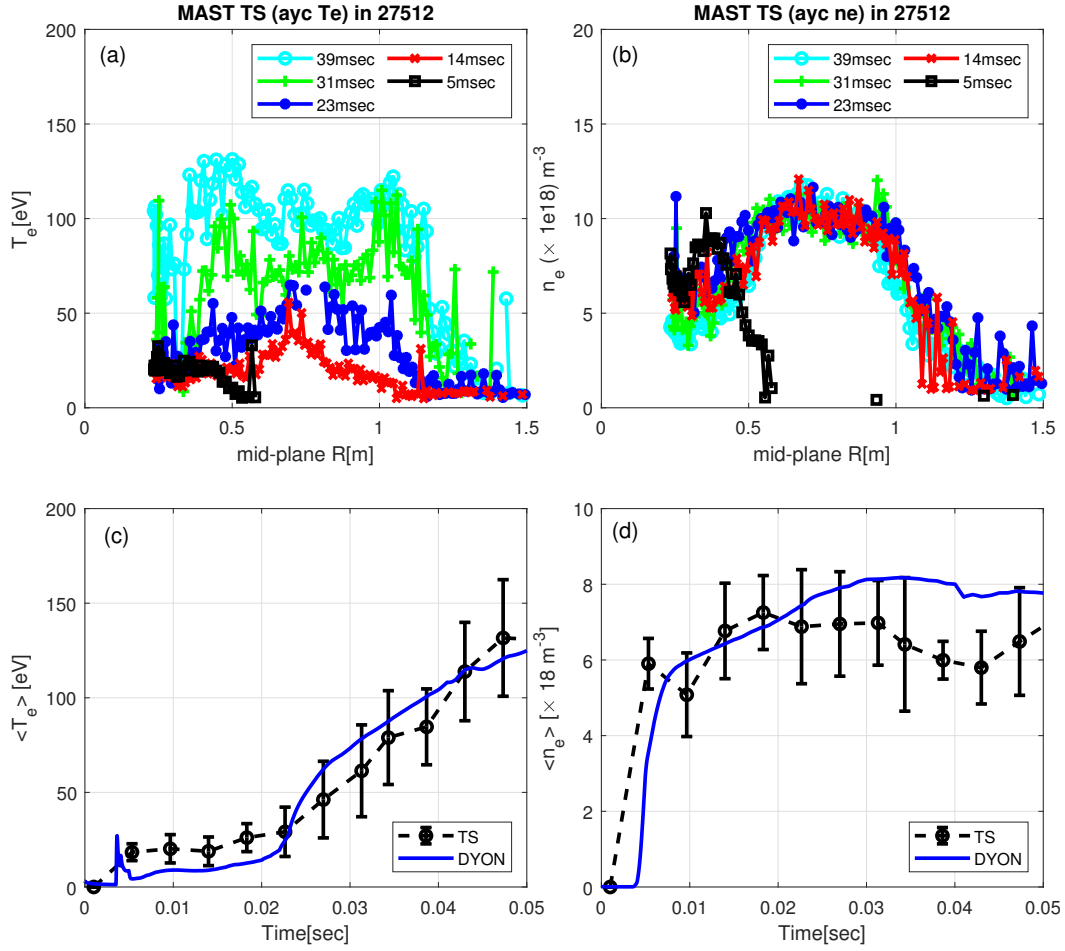 MAST TS (ayc Te) in 27512
(a)
39msec
31msec
23msec
14msec
5msec
T_e[eV]
200
150
100
50
0
0 0.5 1 1.5
mid-plane R[m]
MAST TS (ayc ne) in 27512
(b)
39msec
31msec
23msec
14msec
5msec
n_e (× 1e18) m^-3
20
15
10
5
0
0 0.5 1 1.5
mid-plane R[m]
(c)
<T_e> [eV]
200
150
100
50
0
TS
DYON
0 0.01 0.02 0.03 0.04 0.05
Time[sec]
(d)
<n_e> [× 18 m^-3]
10
8
6
4
2
0
TS
DYON
0 0.01 0.02 0.03 0.04 0.05
Time[sec]